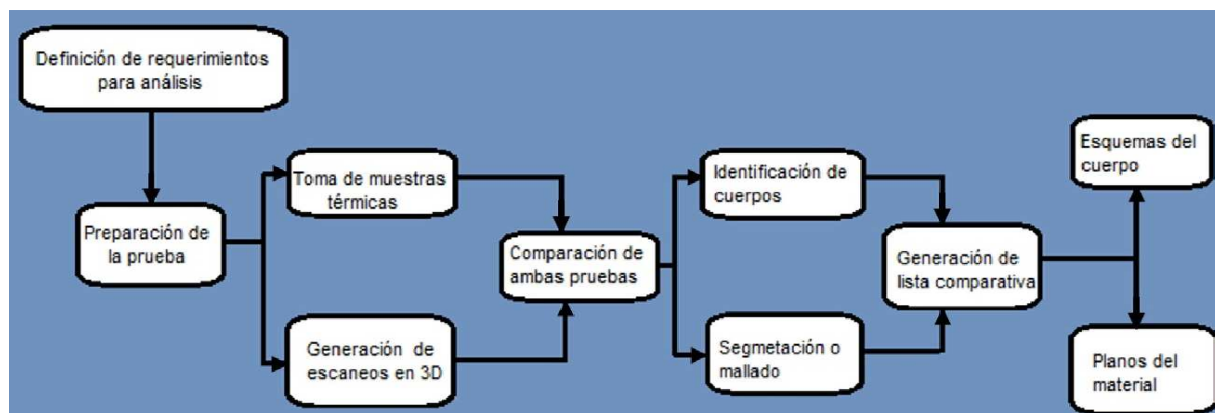 Definición de requerimientos
para análisis
Preparación de
la prueba
Toma de muestras
térmicas
Generación de
escaneos en 3D
Comparación de
ambas pruebas
Identificación de
cuerpos
Segmetación o
mallado
Generación de
lista comparativa
Esquemas del
cuerpo
Planos del
material